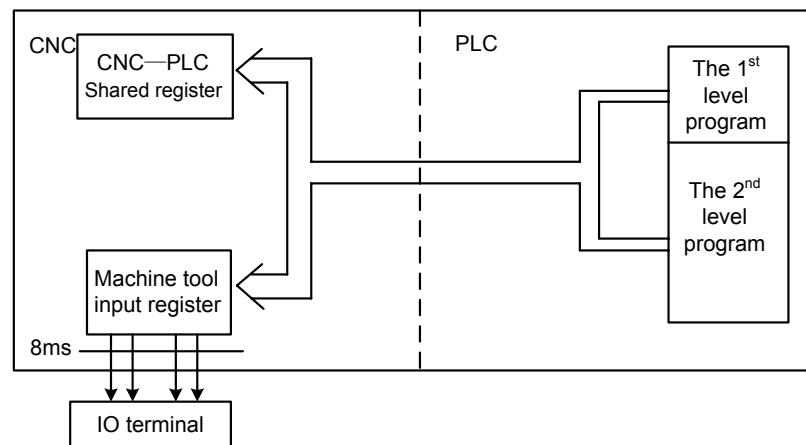 CNC
CNC—PLC
Shared register
PLC
The 1st
level
program
The 2nd
level
program
Machine tool
input register
8ms
IO terminal